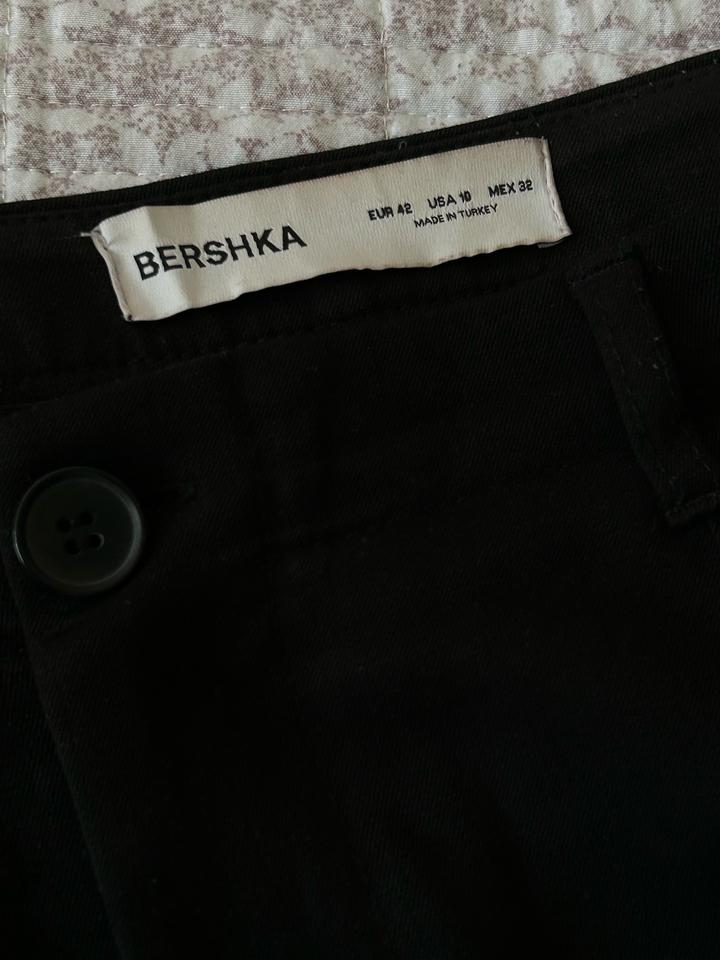 BERSHKA
EUR 42 USA 10 MEX 32
MADE IN TURKEY